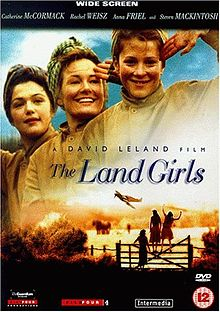 WIDE SCREEN
Catherine McCORMACK Rachel WEISZ Anna FRIEL and Steven MACKINTOSH
A DAVID LELAND FILM
The Land Girls
DVD
FILM FOUR 4
Intermedia
12